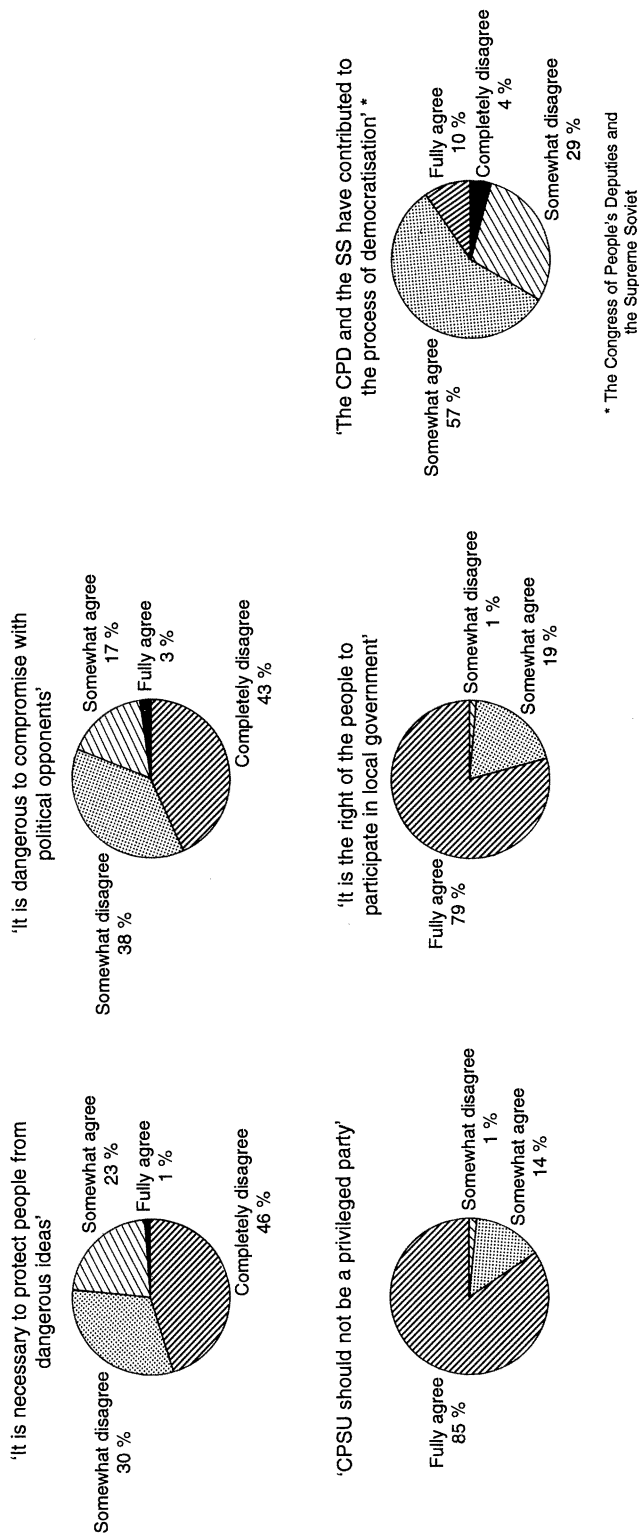 ‘It is necessary to protect people from
dangerous ideas’
Somewhat disagree
30 %
Somewhat agree
23 %
Fully agree
1 %
Completely disagree
46 %
‘It is dangerous to compromise with
political opponents’
Somewhat disagree
38 %
Somewhat agree
17 %
Fully agree
3 %
Completely disagree
43 %
‘CPSU should not be a privileged party’
Fully agree
85 %
Somewhat disagree
1 %
Somewhat agree
14 %
‘It is the right of the people to
participate in local government’
Fully agree
79 %
Somewhat disagree
1 %
Somewhat agree
19 %
‘The CPD and the SS have contributed to
the process of democratisation’ *
Somewhat agree
57 %
Fully agree
10 %
Completely disagree
4 %
Somewhat disagree
29 %
* The Congress of People’s Deputies and
the Supreme Soviet